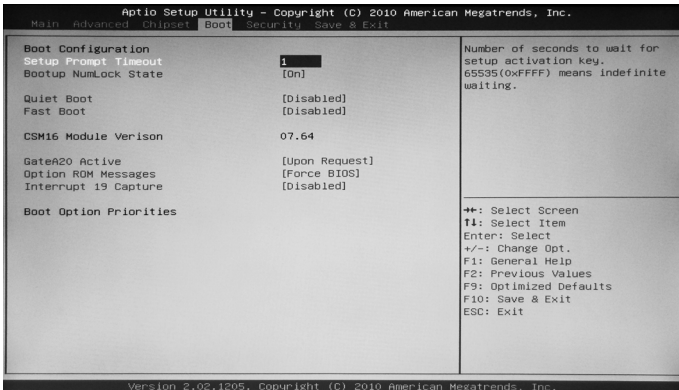 Aptio Setup Utility – Copyright (C) 2010 American Megatrends, Inc.
Main Advanced Chipset Boot Security Save & Exit
Boot Configuration
Setup Prompt Timeout 1
Bootup NumLock State [On]
Quiet Boot [Disabled]
Fast Boot [Disabled]
CSM16 Module Verison 07.64
GateA20 Active [Upon Request]
Option ROM Messages [Force BIOS]
Interrupt 19 Capture [Disabled]
Boot Option Priorities
Number of seconds to wait for
setup activation key.
65535(0xFFFF) means indefinite
waiting.
→←: Select Screen
↑↓: Select Item
Enter: Select
+/-: Change Opt.
F1: General Help
F2: Previous Values
F9: Optimized Defaults
F10: Save & Exit
ESC: Exit
Version 2.02.1205. Copyright (C) 2010 American Megatrends, Inc.